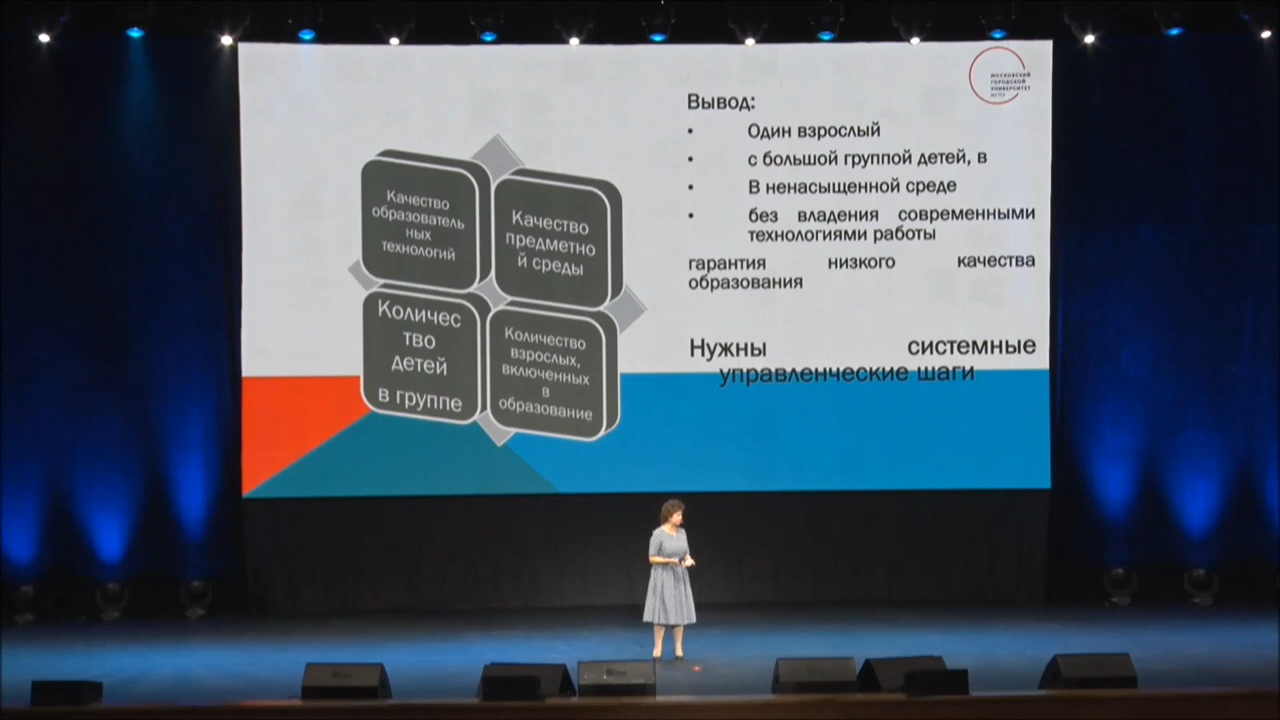 МОСКОВСКИЙ
ГОРОДСКОЙ
УНИВЕРСИТЕТ
МГПУ
Качество
образователь
ных
технологий
Качество
предметно
й среды
Количес
тво
детей
в группе
Количество
взрослых,
включенных
в
образование
Вывод:
• Один взрослый
• с большой группой детей, в
• В ненасыщенной среде
• без владения современными
технологиями работы
гарантия низкого качества
образования
Нужны системные
управленческие шаги